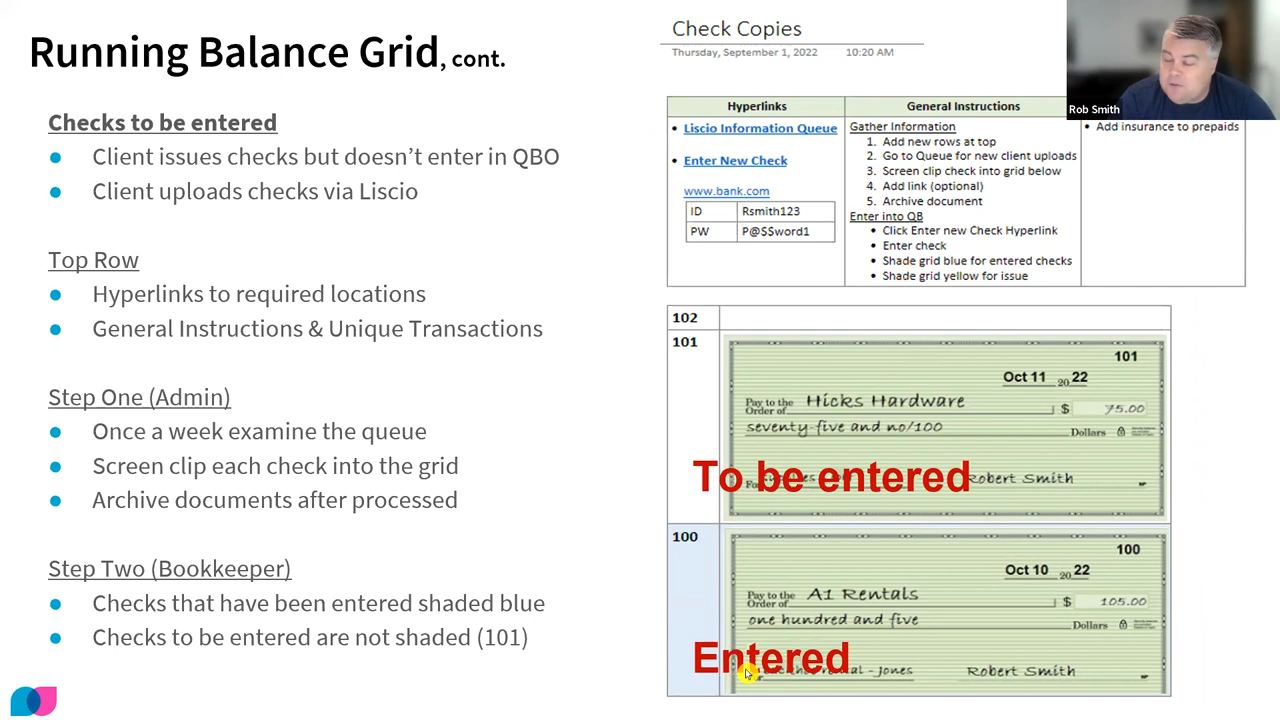 Running Balance Grid, cont.
Checks to be entered
Client issues checks but doesn’t enter in QBO
Client uploads checks via Liscio
Top Row
Hyperlinks to required locations
General Instructions & Unique Transactions
Step One (Admin)
Once a week examine the queue
Screen clip each check into the grid
Archive documents after processed
Step Two (Bookkeeper)
Checks that have been entered shaded blue
Checks to be entered are not shaded (101)
Check Copies
Thursday, September 1, 2022 10:20 AM
Rob Smith
Hyperlinks
Liscio Information Queue
Enter New Check
www.bank.com
ID Rsmith123
PW P@$$word1
General Instructions
Gather Information
1. Add new rows at top
2. Go to Queue for new client uploads
3. Screen clip check into grid below
4. Add link (optional)
5. Archive document
Enter into QB
Click Enter new Check Hyperlink
Enter check
Shade grid blue for entered checks
Shade grid yellow for issue
Add insurance to prepaids
102
101
101
Oct 11 20 22
Pay to the
Order of Hicks Hardware $ 75.00
seventy-five and no/100 Dollars
To be entered
Robert Smith
100
100
Oct 10 20 22
Pay to the
Order of A1 Rentals $ 105.00
one hundred and five Dollars
Entered
- Jones Robert Smith